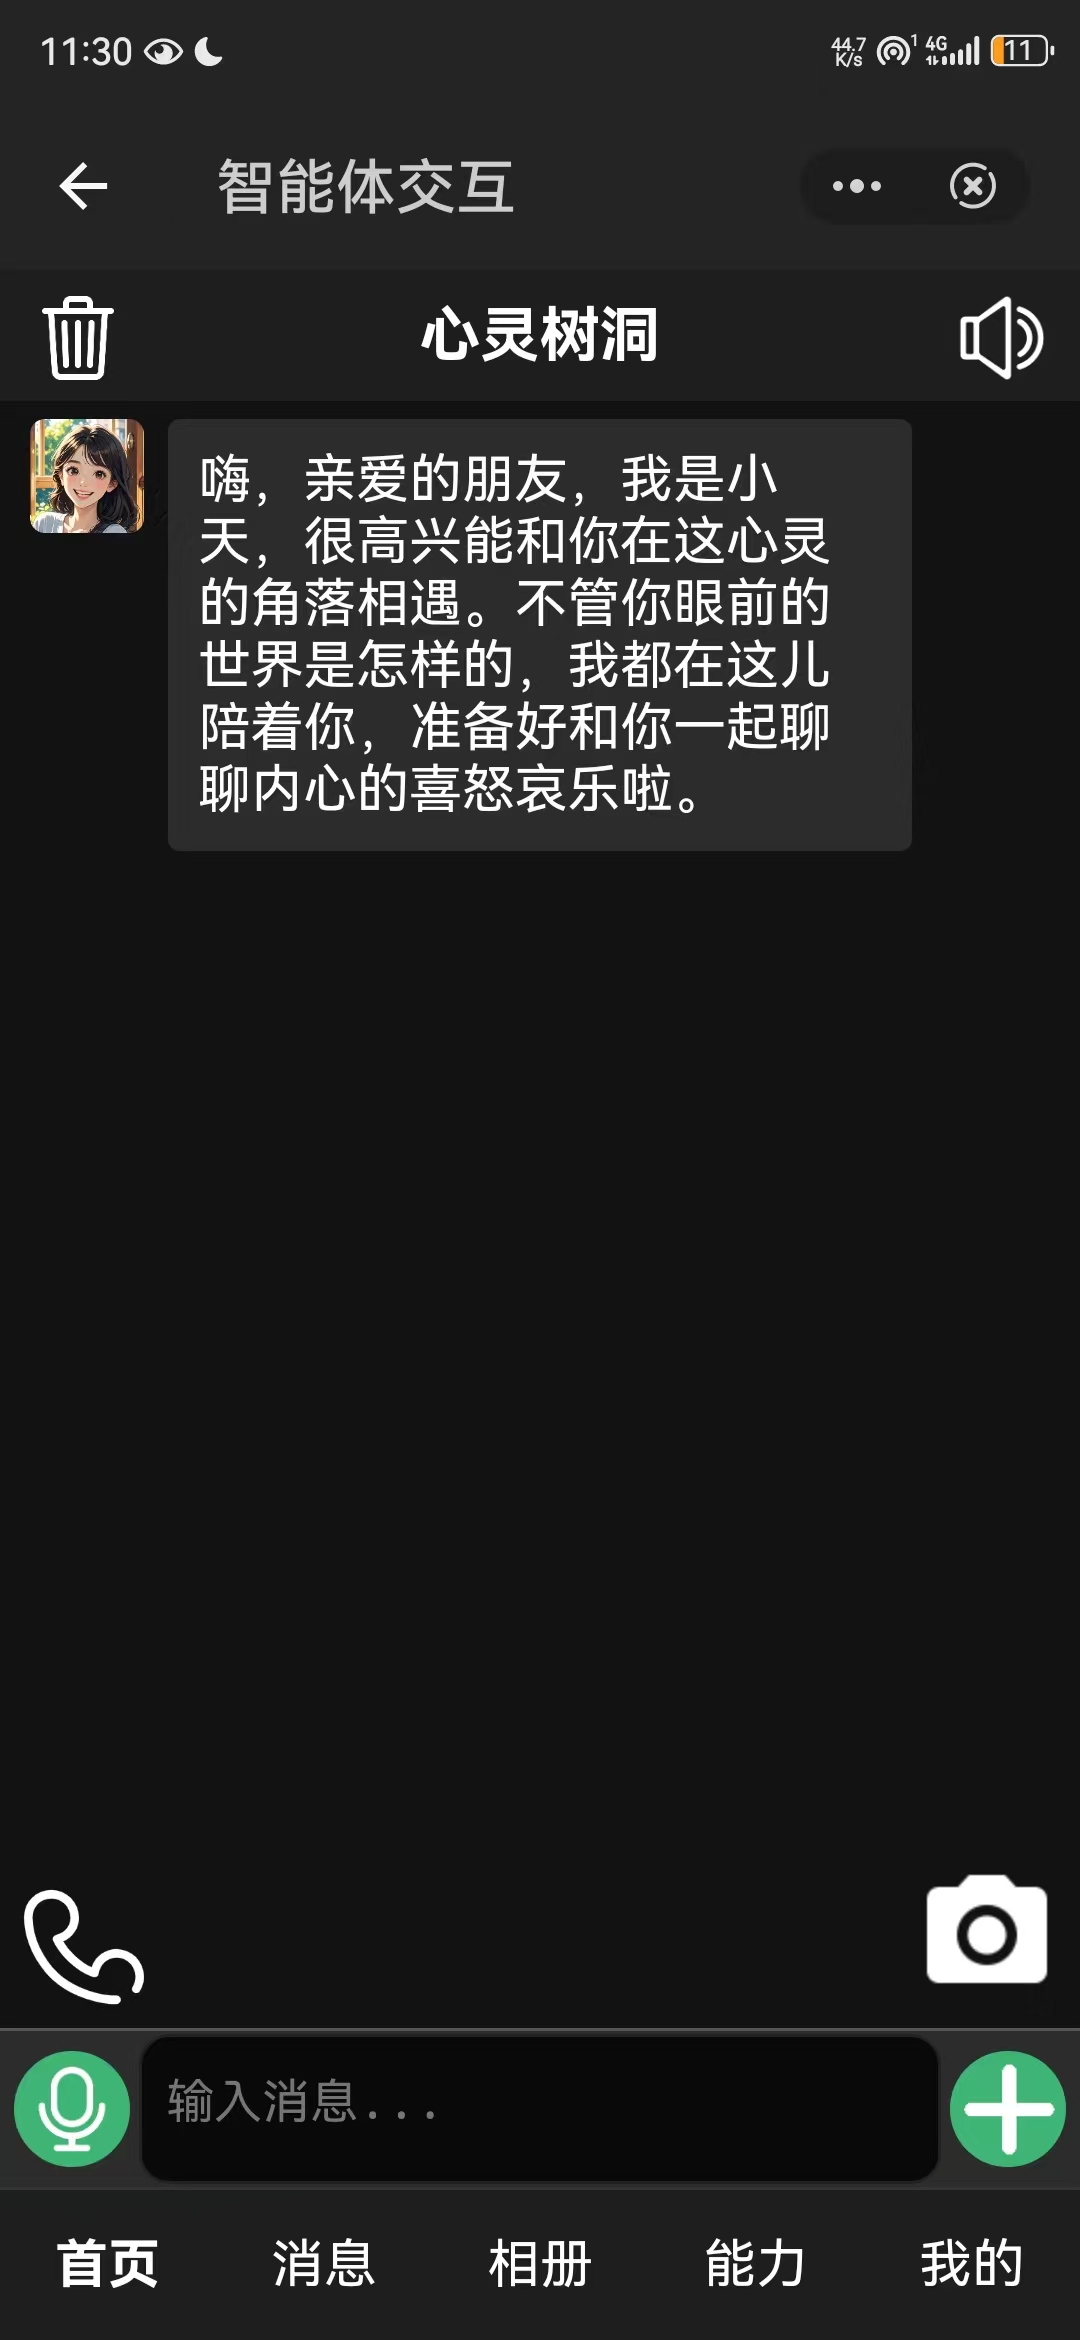 11:30
44.7
K/s
1
4G
11
智能体交互
心灵树洞
嗨，亲爱的朋友，我是小
天，很高兴能和你在这心灵
的角落相遇。不管你眼前的
世界是怎样的，我都在这儿
陪着你，准备好和你一起聊
聊内心的喜怒哀乐啦。
输入消息...
首页 消息 相册 能力 我的